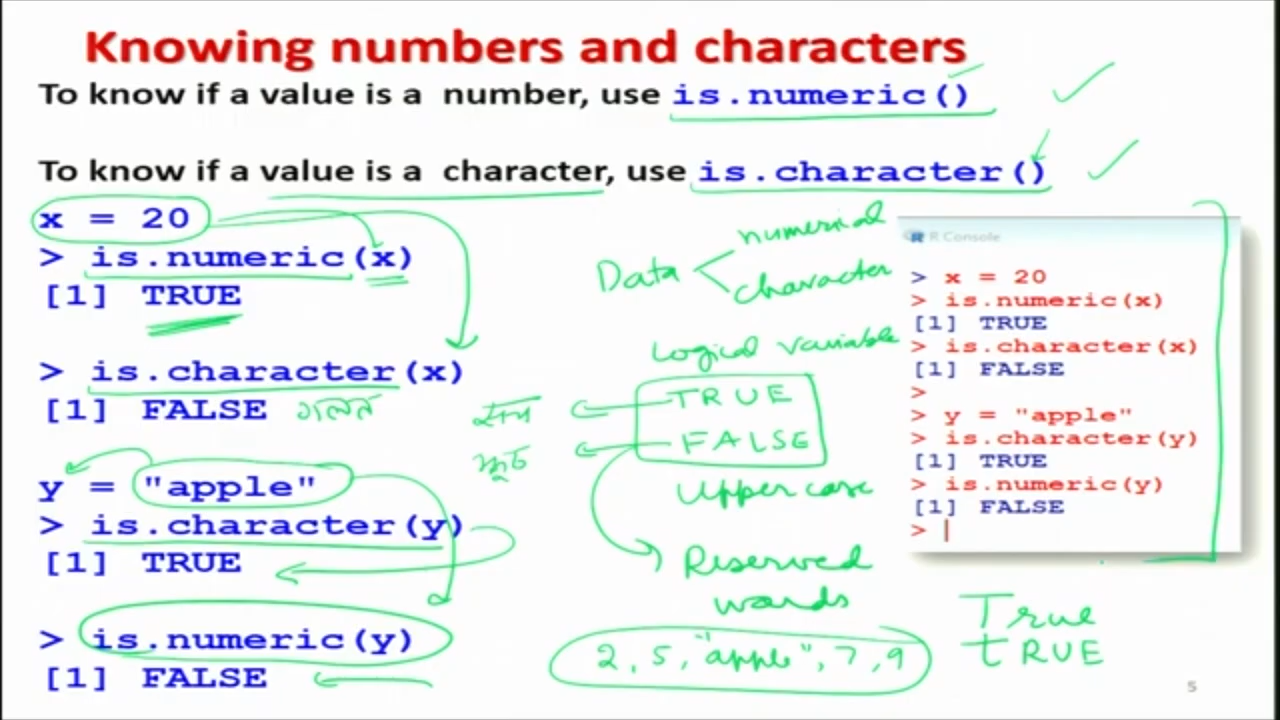 Knowing numbers and characters
To know if a value is a number, use is.numeric()
To know if a value is a character, use is.character()
x = 20
> is.numeric(x)
[1] TRUE
> is.character(x)
[1] FALSE
y = "apple"
> is.character(y)
[1] TRUE
> is.numeric(y)
[1] FALSE
Data
numerical
character
Logical variable
TRUE
FALSE
Upper case
Reserved
words
2, 5, "apple", 7, 9
R Console
> x = 20
> is.numeric(x)
[1] TRUE
> is.character(x)
[1] FALSE
>
> y = "apple"
> is.character(y)
[1] TRUE
> is.numeric(y)
[1] FALSE
>
True
tRUE
5